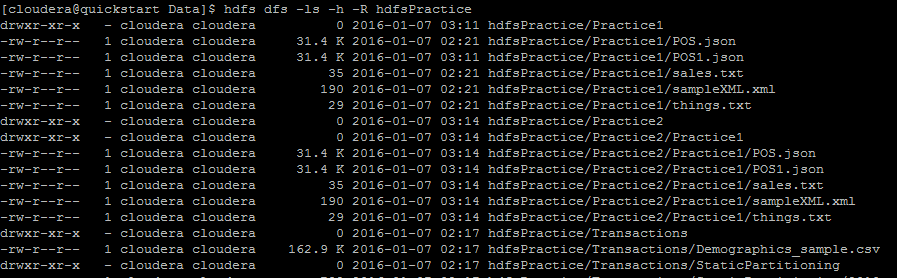 [cloudera@quickstart Data]$ hdfs dfs -ls -h -R hdfsPractice
drwxr-xr-x - cloudera cloudera 0 2016-01-07 03:11 hdfsPractice/Practice1
-rw-r--r-- 1 cloudera cloudera 31.4 K 2016-01-07 02:21 hdfsPractice/Practice1/POS.json
-rw-r--r-- 1 cloudera cloudera 31.4 K 2016-01-07 03:11 hdfsPractice/Practice1/POS1.json
-rw-r--r-- 1 cloudera cloudera 35 2016-01-07 02:21 hdfsPractice/Practice1/sales.txt
-rw-r--r-- 1 cloudera cloudera 190 2016-01-07 02:21 hdfsPractice/Practice1/sampleXML.xml
-rw-r--r-- 1 cloudera cloudera 29 2016-01-07 02:21 hdfsPractice/Practice1/things.txt
drwxr-xr-x - cloudera cloudera 0 2016-01-07 03:14 hdfsPractice/Practice2
drwxr-xr-x - cloudera cloudera 0 2016-01-07 03:14 hdfsPractice/Practice2/Practice1
-rw-r--r-- 1 cloudera cloudera 31.4 K 2016-01-07 03:14 hdfsPractice/Practice2/Practice1/POS.json
-rw-r--r-- 1 cloudera cloudera 31.4 K 2016-01-07 03:14 hdfsPractice/Practice2/Practice1/POS1.json
-rw-r--r-- 1 cloudera cloudera 35 2016-01-07 03:14 hdfsPractice/Practice2/Practice1/sales.txt
-rw-r--r-- 1 cloudera cloudera 190 2016-01-07 03:14 hdfsPractice/Practice2/Practice1/sampleXML.xml
-rw-r--r-- 1 cloudera cloudera 29 2016-01-07 03:14 hdfsPractice/Practice2/Practice1/things.txt
drwxr-xr-x - cloudera cloudera 0 2016-01-07 02:17 hdfsPractice/Transactions
-rw-r--r-- 1 cloudera cloudera 162.9 K 2016-01-07 02:17 hdfsPractice/Transactions/Demographics_sample.csv
drwxr-xr-x - cloudera cloudera 0 2016-01-07 02:17 hdfsPractice/Transactions/StaticPartitioning